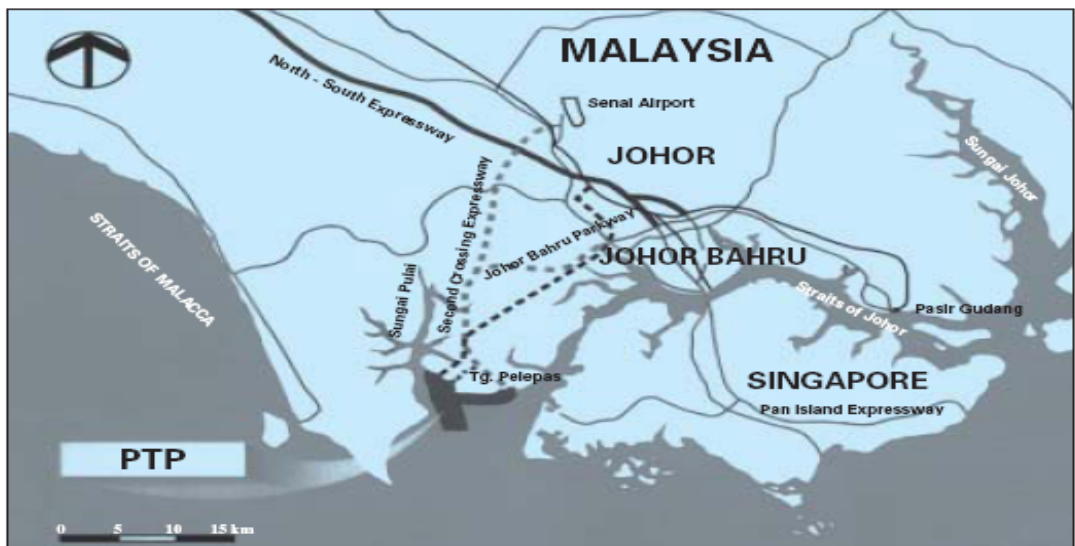 MALAYSIA
North - South Expressway
Senai Airport
JOHOR
Sungai Johor
STRAITS OF MALACCA
Second Crossing Expressway
Johor Bahru Parkway
JOHOR BAHRU
Sungai Pulai
Straits of Johor
Pasir Gudang
Tg. Pelepas
SINGAPORE
Pan Island Expressway
PTP
0 5 10 15 km